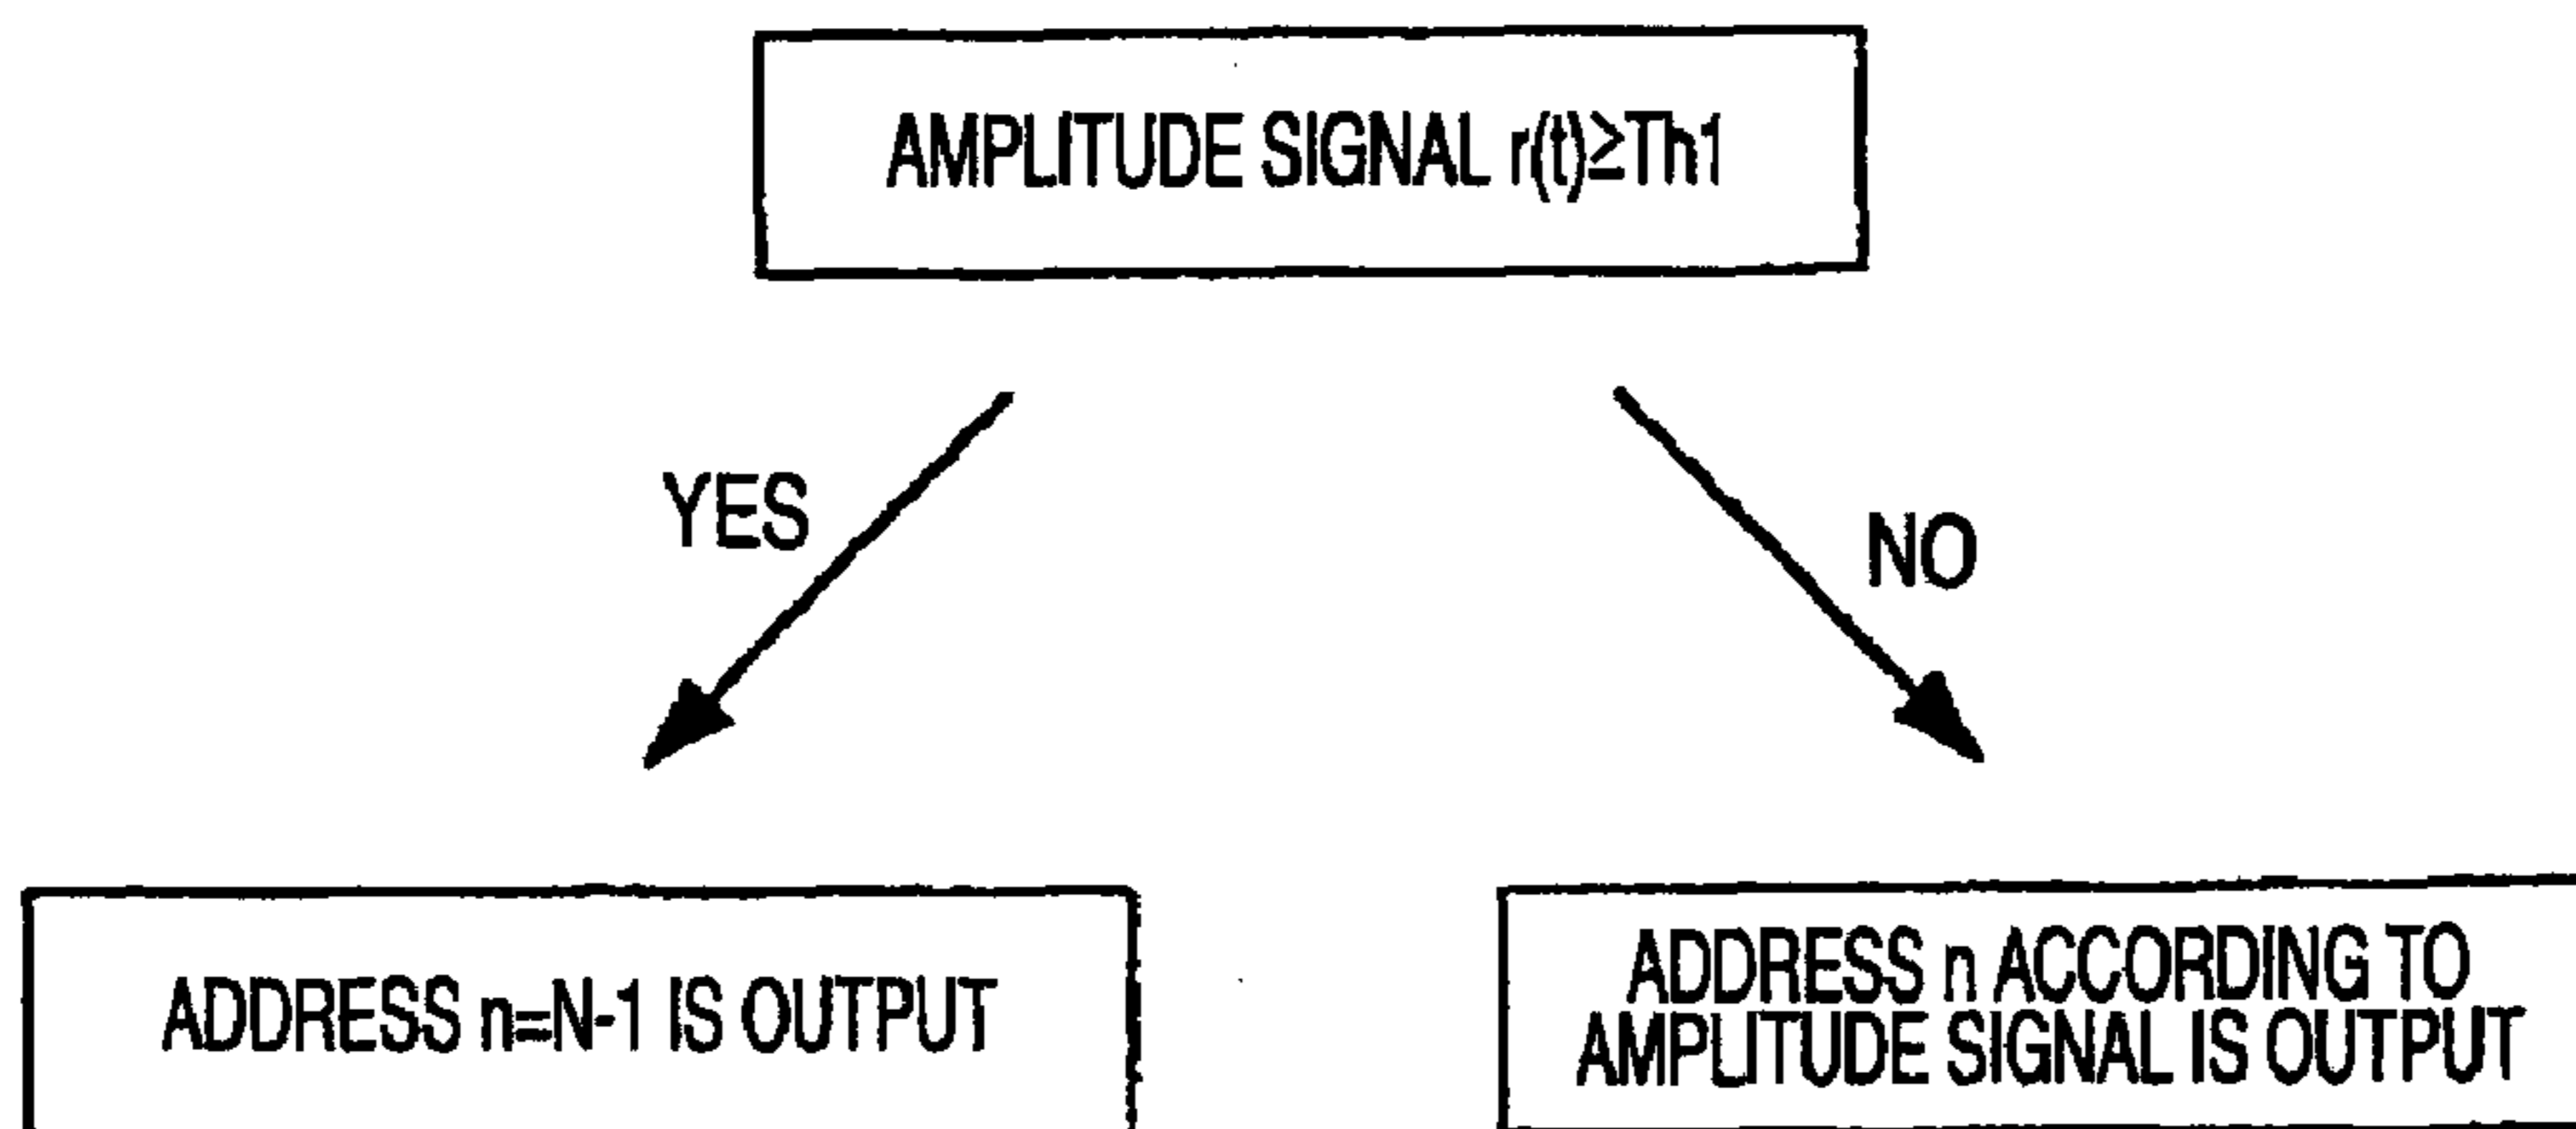 AMPLITUDE SIGNAL r(t)≥Th1
YES
NO
ADDRESS n=N-1 IS OUTPUT
ADDRESS n ACCORDING TO
AMPLITUDE SIGNAL IS OUTPUT